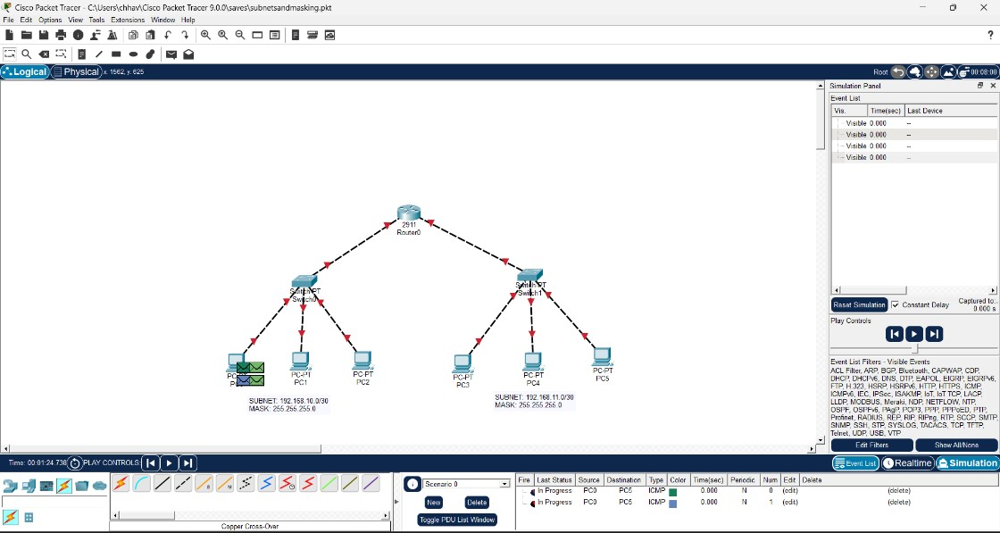 Cisco Packet Tracer - C:\Users\chhav\Cisco Packet Tracer 9.0.0\saves\subnetsandmasking.pkt
File Edit Options View Tools Extensions Window Help
?
Logical Physical x: 1562, y: 625
Root 00:08:00
Simulation Panel
Event List
Vis. Time(sec) Last Device
Visible 0.000 --
Visible 0.000 --
Visible 0.000 --
Visible 0.000 --
2911
Router0
Switch-PT
Switch0
Switch-PT
Switch1
PC-PT
PC1
PC-PT
PC2
PC-PT
PC3
PC-PT
PC4
PC-PT
PC5
SUBNET: 192.168.10.0/30
MASK: 255.255.255.0
SUBNET: 192.168.11.0/30
MASK: 255.255.255.0
Reset Simulation Constant Delay Captured to:
0.000 s
Play Controls
Event List Filters - Visible Events
ACL Filter, ARP, BGP, Bluetooth, CAPWAP, CDP,
DHCP, DHCPv6, DNS, DTP, EAPOL, EIGRP, EIGRPv6,
FTP, H.323, HSRP, HSRPv6, HTTP, HTTPS, ICMP,
ICMPv6, IEC, IPSec, ISAKMP, IoT, IoT TCP, LACP,
LLDP, MODBUS, Meraki, NDP, NETFLOW, NTP,
OSPF, OSPFv6, PAgP, POP3, PPP, PPPoED, PTP,
Profinet, RADIUS, REP, RIP, RIPng, RTP, SCCP, SMTP,
SNMP, SSH, STP, SYSLOG, TACACS, TCP, TFTP,
Telnet, UDP, USB, VTP
Edit Filters Show All/None
Time: 00:01:24.738 PLAY CONTROLS:
Event List Realtime Simulation
Scenario 0
New Delete
Toggle PDU List Window
Copper Cross-Over
Fire Last Status Source Destination Type Color Time(sec) Periodic Num Edit Delete
In Progress PC0 PC5 ICMP 0.000 N 0 (edit) (delete)
In Progress PC0 PC5 ICMP 0.000 N 1 (edit) (delete)